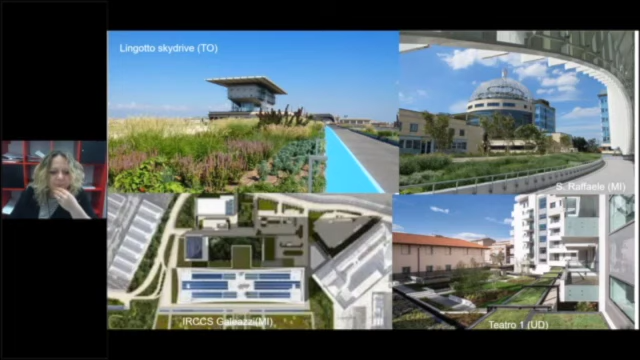 Lingotto skydrive (TO)
S. Raffaele (MI)
IRCCS Galeazzi(MI)
Teatro 1 (UD)